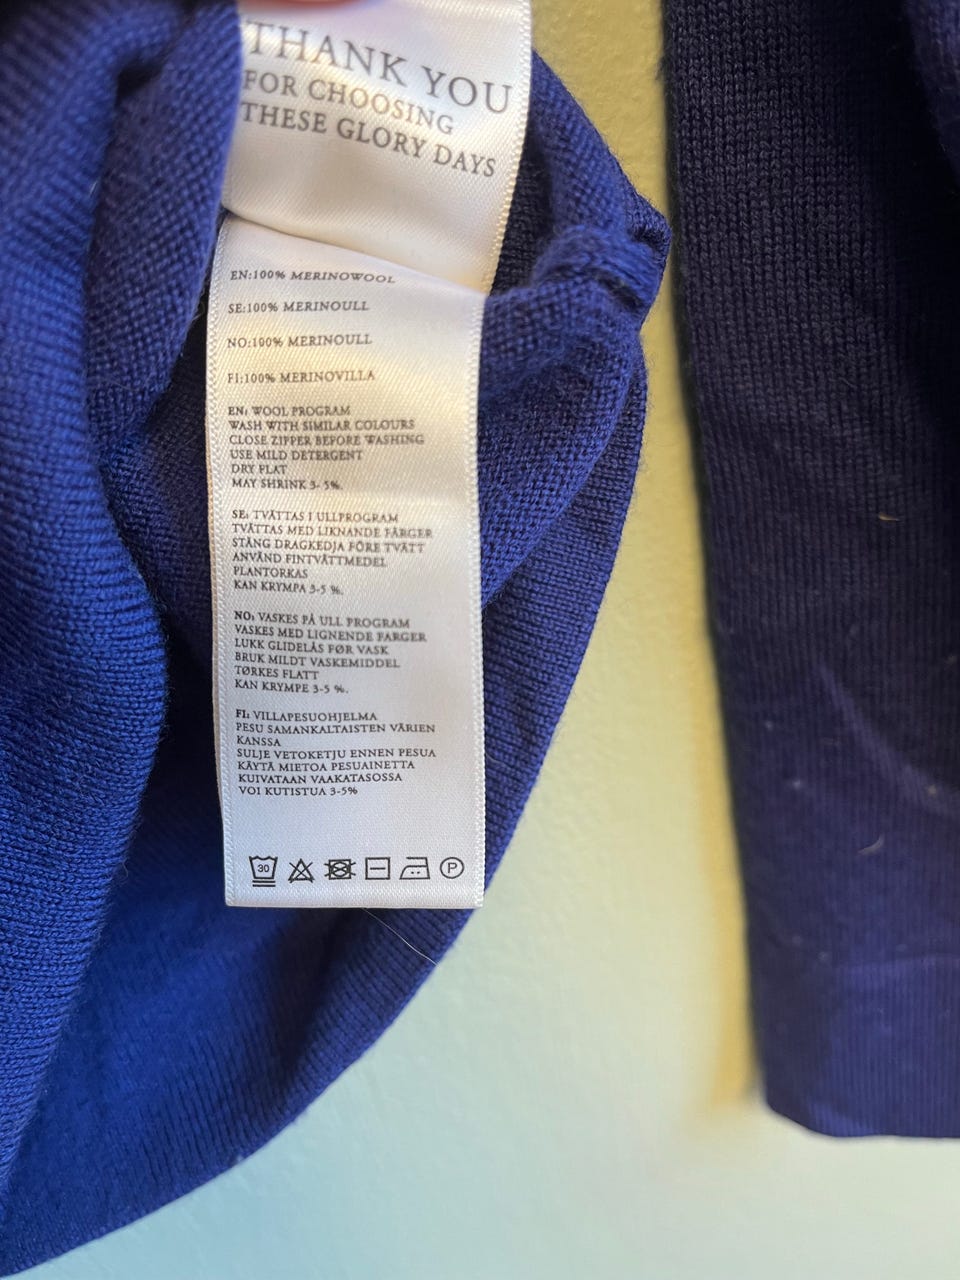 THANK YOU
FOR CHOOSING
THESE GLORY DAYS
EN:100% MERINOWOOL
SE:100% MERINOULL
NO:100% MERINOULL
FI:100% MERINOVILLA
EN: WOOL PROGRAM
WASH WITH SIMILAR COLOURS
CLOSE ZIPPER BEFORE WASHING
USE MILD DETERGENT
DRY FLAT
MAY SHRINK 3- 5%.
SE: TVÄTTAS I ULLPROGRAM
TVÄTTAS MED LIKNANDE FÄRGER
STÄNG DRAGKEDJA FÖRE TVÄTT
ANVÄND FINTVÄTTMEDEL
PLANTORKAS
KAN KRYMPA 3-5 %.
NO: VASKES PÅ ULL PROGRAM
VASKES MED LIGNENDE FARGER
LUKK GLIDELÅS FØR VASK
BRUK MILDT VASKEMIDDEL
TØRKES FLATT
KAN KRYMPE 3-5 %.
FI: VILLAPESUOHJELMA
PESU SAMANKALTAISTEN VÄRIEN
KANSSA
SULJE VETOKETJU ENNEN PESUA
KÄYTÄ MIETOA PESUAINETTA
KUIVATAAN VAAKATASOSSA
VOI KUTISTUA 3-5%
30 P